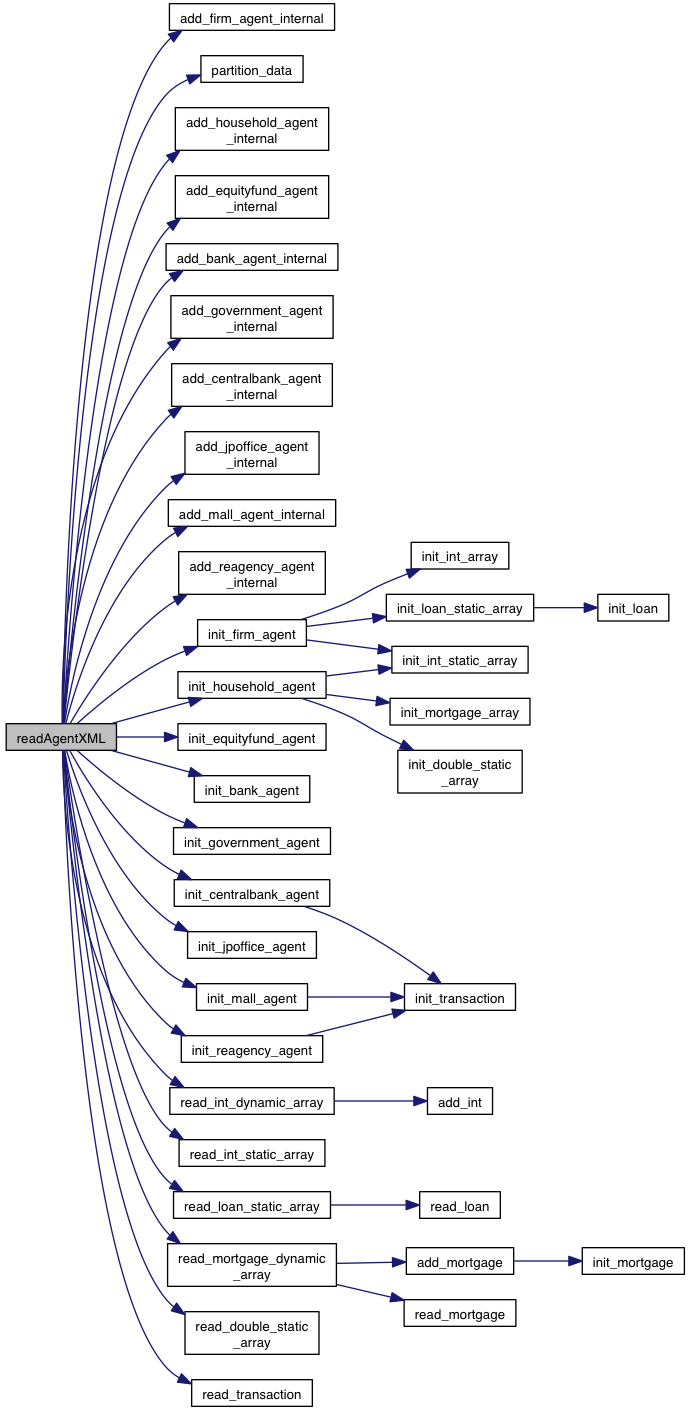 add_firm_agent_internal
partition_data
add_household_agent
_internal
add_equityfund_agent
_internal
add_bank_agent_internal
add_government_agent
_internal
add_centralbank_agent
_internal
add_jpoffice_agent
_internal
add_mall_agent_internal
add_reagency_agent
_internal
init_int_array
init_loan_static_array
init_loan
init_firm_agent
init_int_static_array
init_household_agent
init_mortgage_array
readAgentXML
init_equityfund_agent
init_double_static
_array
init_bank_agent
init_government_agent
init_centralbank_agent
init_jpoffice_agent
init_mall_agent
init_transaction
init_reagency_agent
read_int_dynamic_array
add_int
read_int_static_array
read_loan_static_array
read_loan
read_mortgage_dynamic
_array
add_mortgage
init_mortgage
read_mortgage
read_double_static
_array
read_transaction